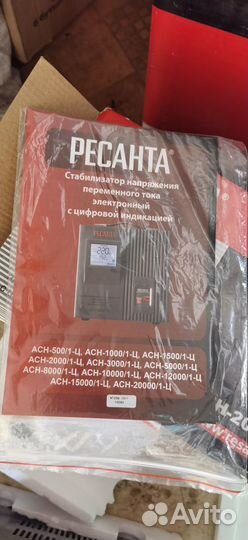 РЕСАНТА®
Стабилизатор напряжения
переменного тока
электронный
с цифровой индикацией
РЕСАНТА
220
АСН-500/1-Ц, АСН-1000/1-Ц, АСН-1500/1-Ц
АСН-2000/1-Ц, АСН-3000/1-Ц, АСН-5000/1-Ц
АСН-8000/1-Ц, АСН-10000/1-Ц, АСН-12000/1-Ц
АСН-15000/1-Ц, АСН-20000/1-Ц
Avito